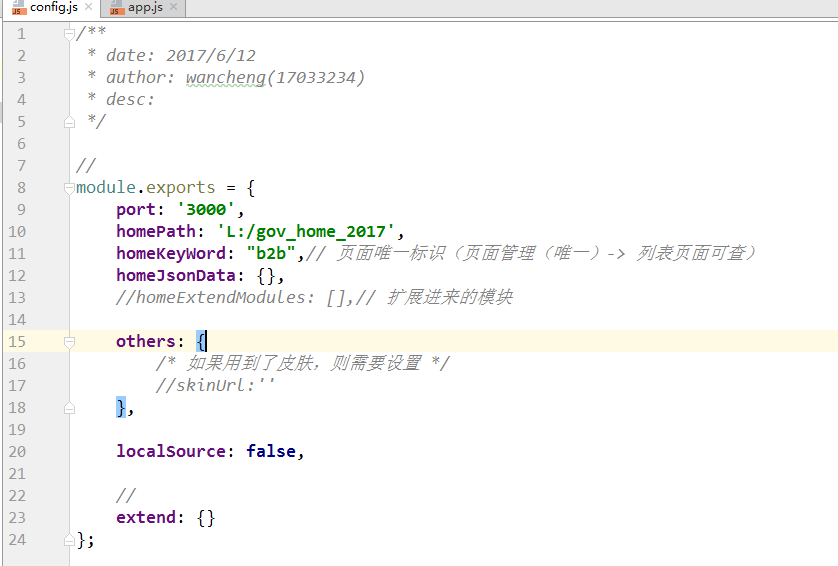 config.js app.js
1 /**
2  * date: 2017/6/12
3  * author: wancheng(17033234)
4  * desc:
5  */
6
7 //
8 module.exports = {
9     port: '3000',
10     homePath: 'L:/gov_home_2017',
11     homeKeyWord: "b2b",// 页面唯一标识（页面管理（唯一）-> 列表页面可查）
12     homeJsonData: {},
13     //homeExtendModules: [],// 扩展进来的模块
14
15     others: {
16         /* 如果用到了皮肤，则需要设置 */
17         //skinUrl:''
18     },
19
20     localSource: false,
21
22     //
23     extend: {}
24 };